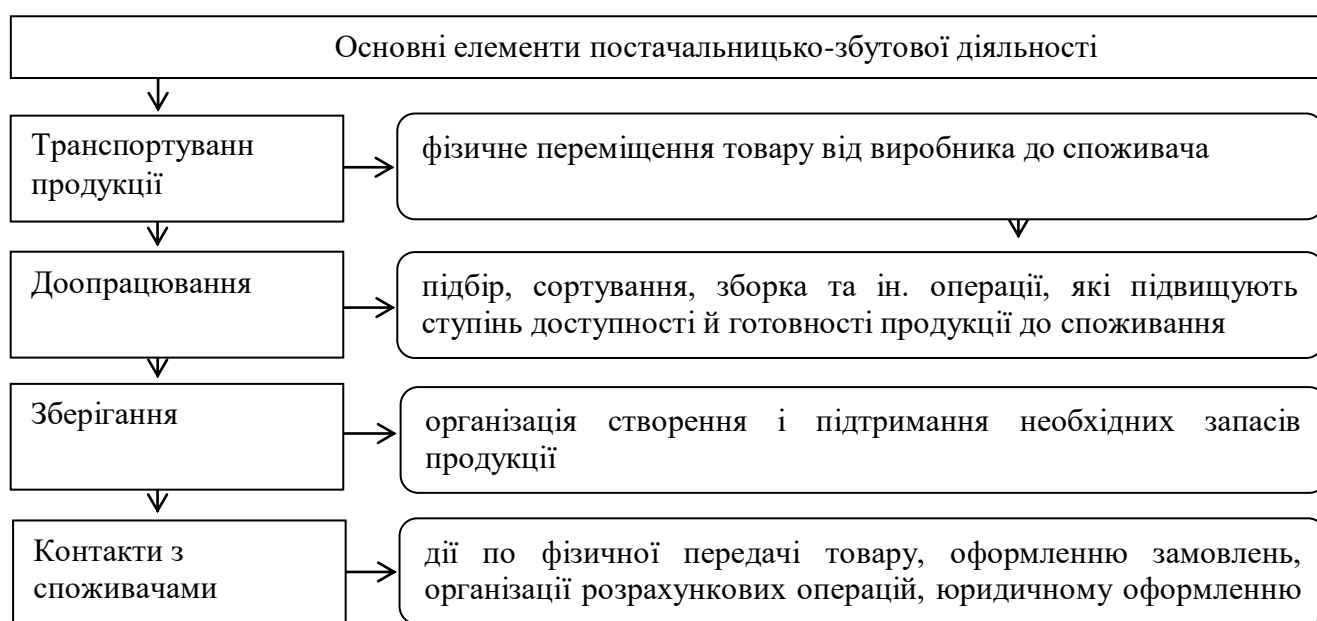 Основні елементи постачальницько-збутової діяльності
Транспортуванн
продукції
фізичне переміщення товару від виробника до споживача
Доопрацювання
підбір, сортування, зборка та ін. операції, які підвищують
ступінь доступності й готовності продукції до споживання
Зберігання
організація створення і підтримання необхідних запасів
продукції
Контакти з
споживачами
дії по фізичної передачі товару, оформленню замовлень,
організації розрахункових операцій, юридичному оформленню